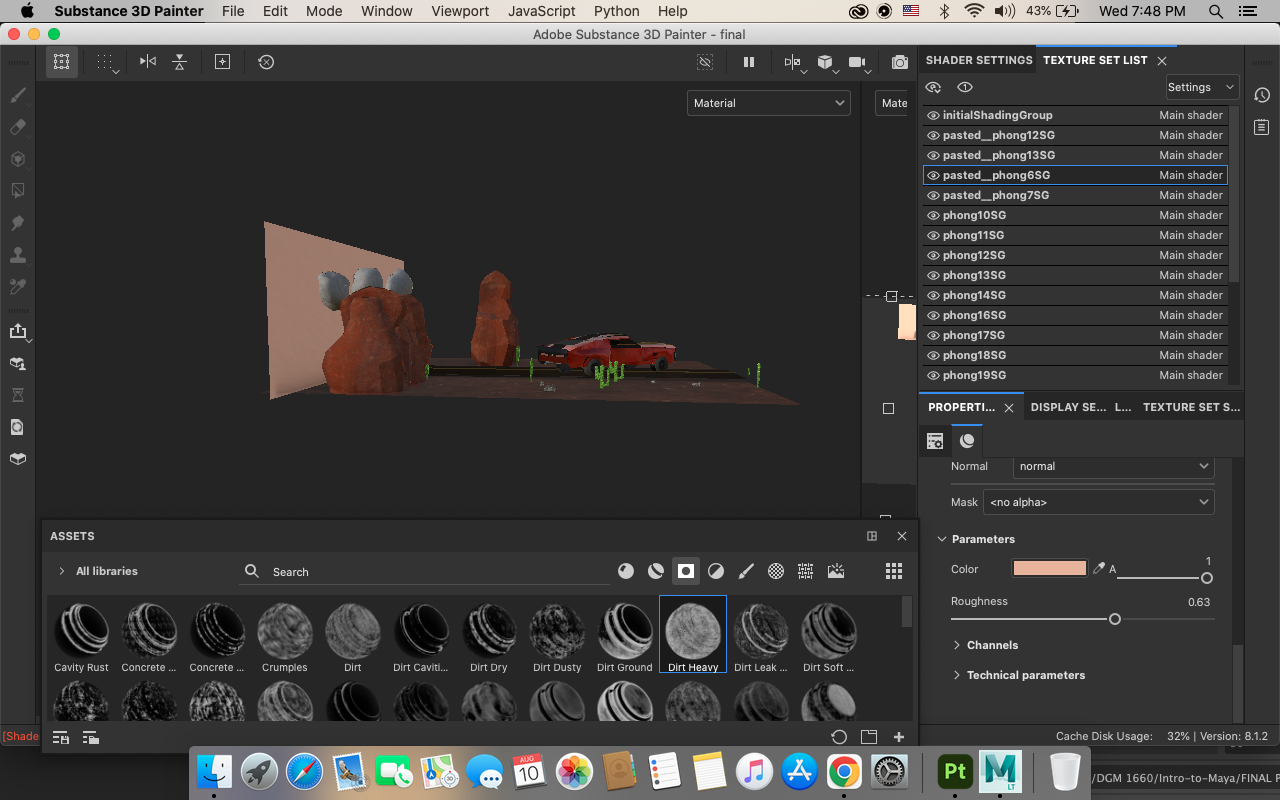 Substance 3D Painter File Edit Mode Window Viewport JavaScript Python Help 43% Wed 7:48 PM
Adobe Substance 3D Painter - final
Material
Mate
SHADER SETTINGS TEXTURE SET LIST
Settings
initialShadingGroup Main shader
pasted__phong12SG Main shader
pasted__phong13SG Main shader
pasted__phong6SG Main shader
pasted__phong7SG Main shader
phong10SG Main shader
phong11SG Main shader
phong12SG Main shader
phong13SG Main shader
phong14SG Main shader
phong16SG Main shader
phong17SG Main shader
phong18SG Main shader
phong19SG Main shader
PROPERTI... DISPLAY SE... L... TEXTURE SET S...
Normal normal
Mask <no alpha>
Parameters
Color A 1
Roughness 0.63
Channels
Technical parameters
ASSETS
All libraries Search
Cavity Rust Concrete ... Concrete ... Crumples Dirt Dirt Caviti... Dirt Dry Dirt Dusty Dirt Ground Dirt Heavy Dirt Leak ... Dirt Soft ...
[Shade
Cache Disk Usage: 32% | Version: 8.1.2
AUG
10
Pt
M
LT
/DGM 1660/Intro-to-Maya/FINAL P